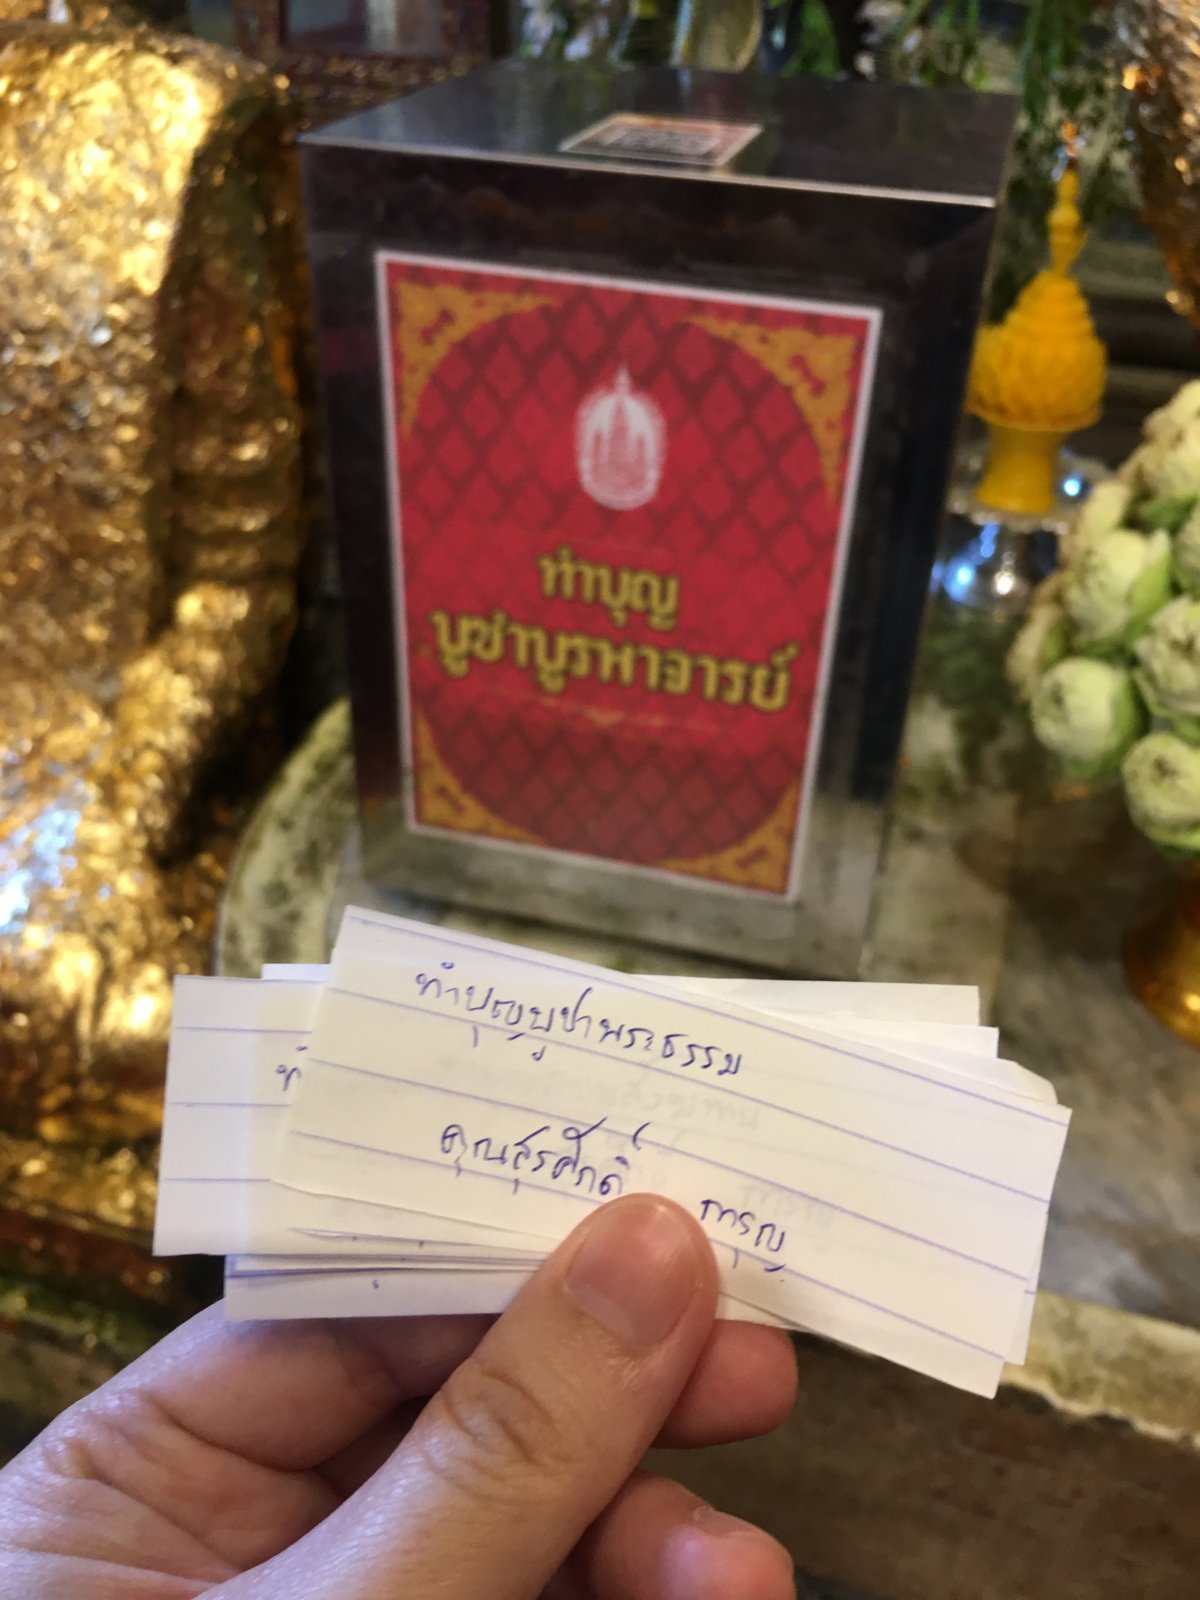 ทำบุญ
บูชาบูรพาจารย์
ทำบุญบูชาพระธรรม
คุณสุรศักดิ์ การุญ